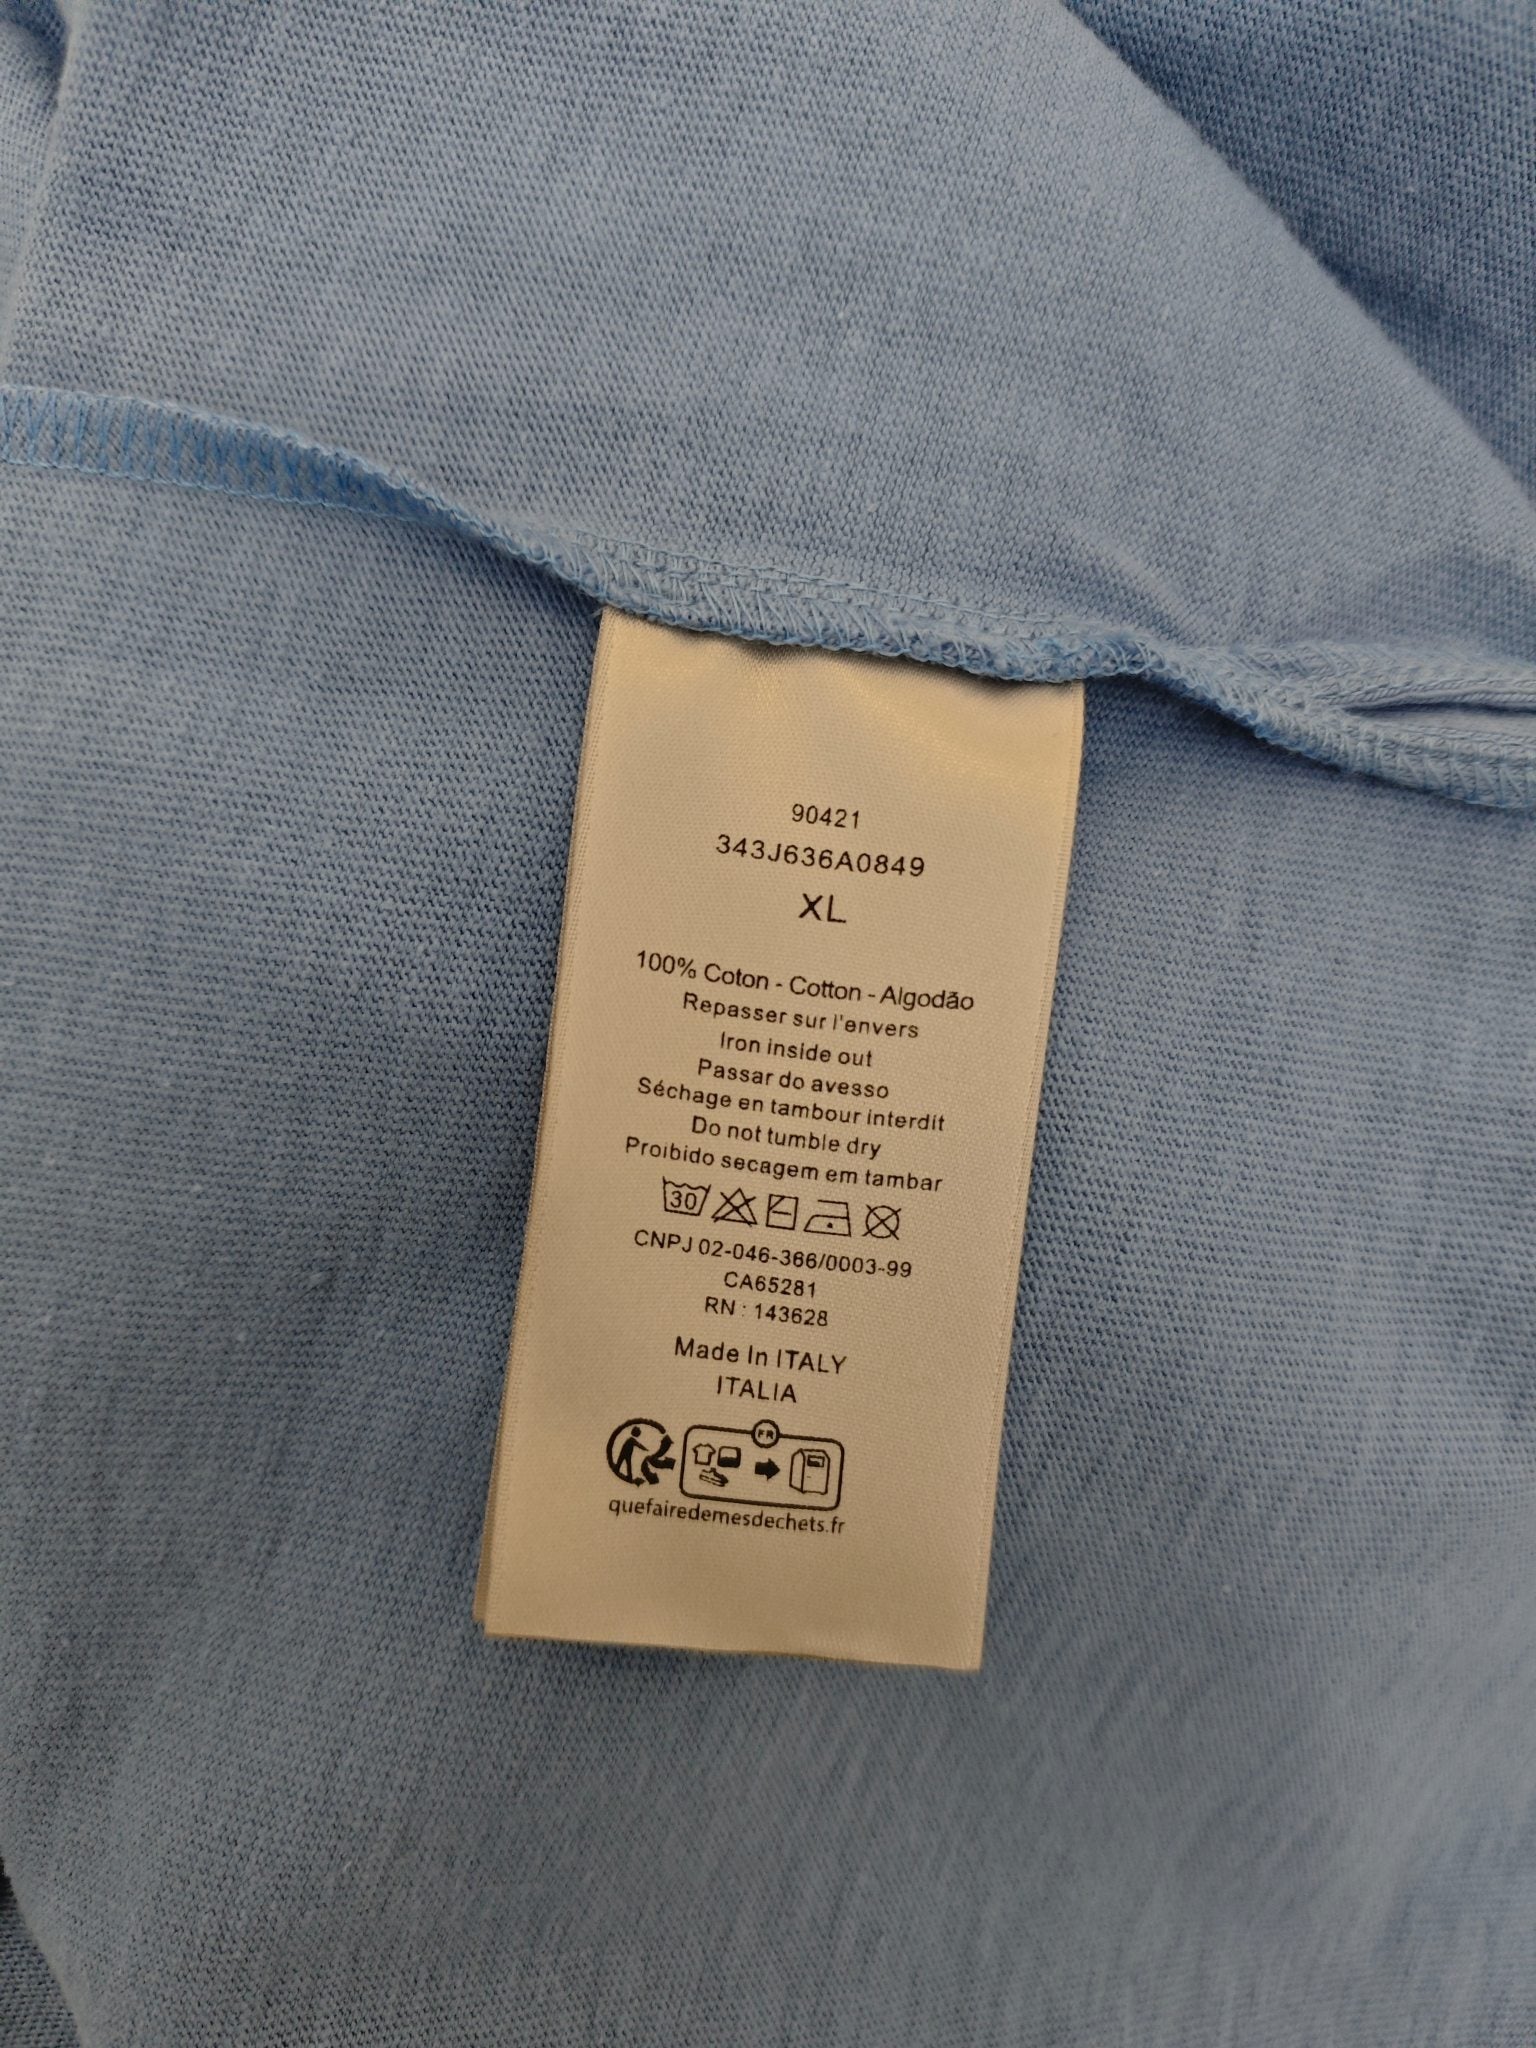 90421
343J636A0849
XL
100% Coton - Cotton - Algodão
Repasser sur l'envers
Iron inside out
Passar do avesso
Séchage en tambour interdit
Do not tumble dry
Proibido secagem em tambar
30
CNPJ 02-046-366/0003-99
CA65281
RN : 143628
Made In ITALY
ITALIA
FR
quefairedemesdechets.fr